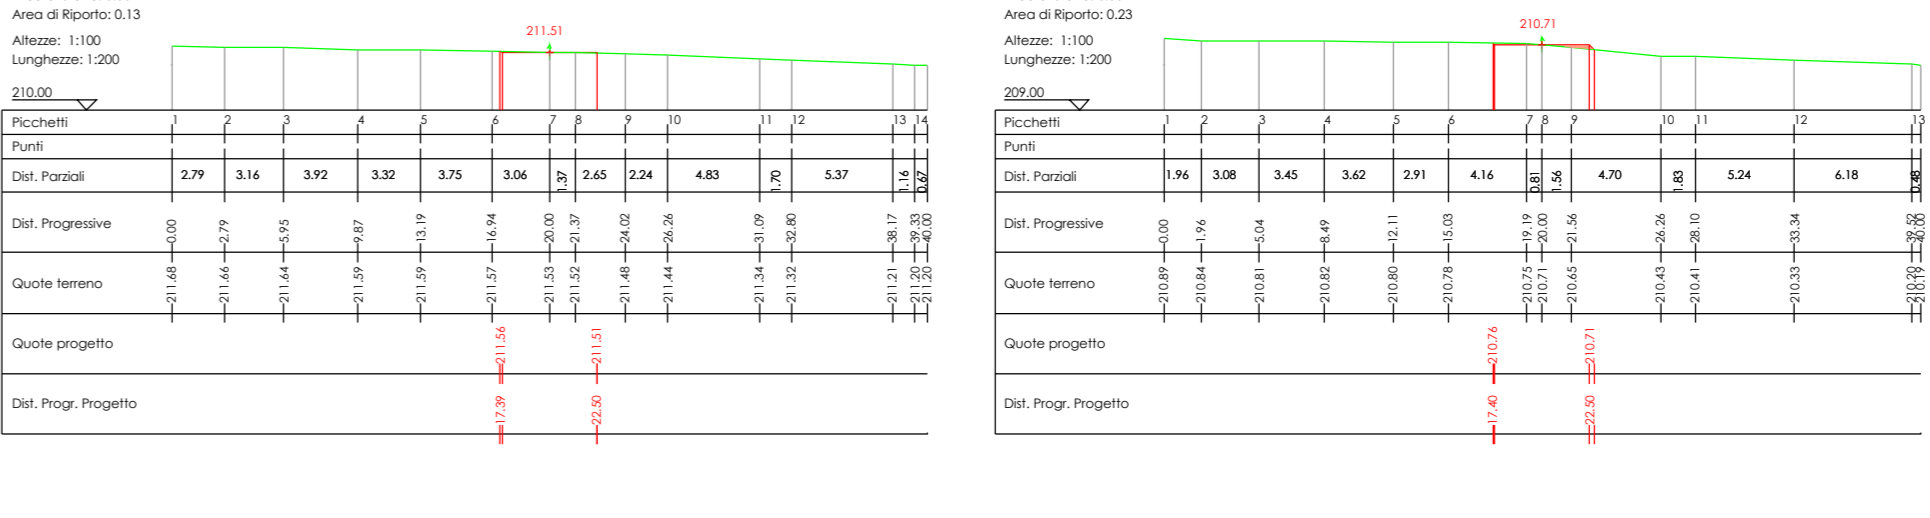 Area di Riporto: 0.13
Altezze: 1:100
Lunghezze: 1:200
211.51
210.00
Picchetti 1 2 3 4 5 6 7 8 9 10 11 12 13 14
Punti
Dist. Parziali 2.79 3.16 3.92 3.32 3.75 3.06 1.37 2.65 2.24 4.83 1.70 5.37 1.16 0.67
Dist. Progressive 0.00 2.79 5.95 9.87 13.19 16.94 20.00 21.37 24.02 26.26 31.09 32.80 38.17 39.33 40.00
Quote terreno 211.68 211.66 211.64 211.59 211.59 211.57 211.53 211.52 211.48 211.44 211.34 211.32 211.21 211.20 211.20
Quote progetto 211.56 211.51
Dist. Progr. Progetto 17.39 22.50
Area di Riporto: 0.23
Altezze: 1:100
Lunghezze: 1:200
210.71
209.00
Picchetti 1 2 3 4 5 6 7 8 9 10 11 12 13
Punti
Dist. Parziali 1.96 3.08 3.45 3.62 2.91 4.16 0.81 1.56 4.70 1.83 5.24 6.18 0.48
Dist. Progressive 0.00 1.96 5.04 8.49 12.11 15.03 19.19 20.00 21.56 26.26 28.10 33.34 39.52 40.00
Quote terreno 210.89 210.84 210.81 210.82 210.80 210.78 210.75 210.71 210.65 210.43 210.41 210.33 210.20 210.19
Quote progetto 210.76 210.71
Dist. Progr. Progetto 17.40 22.50